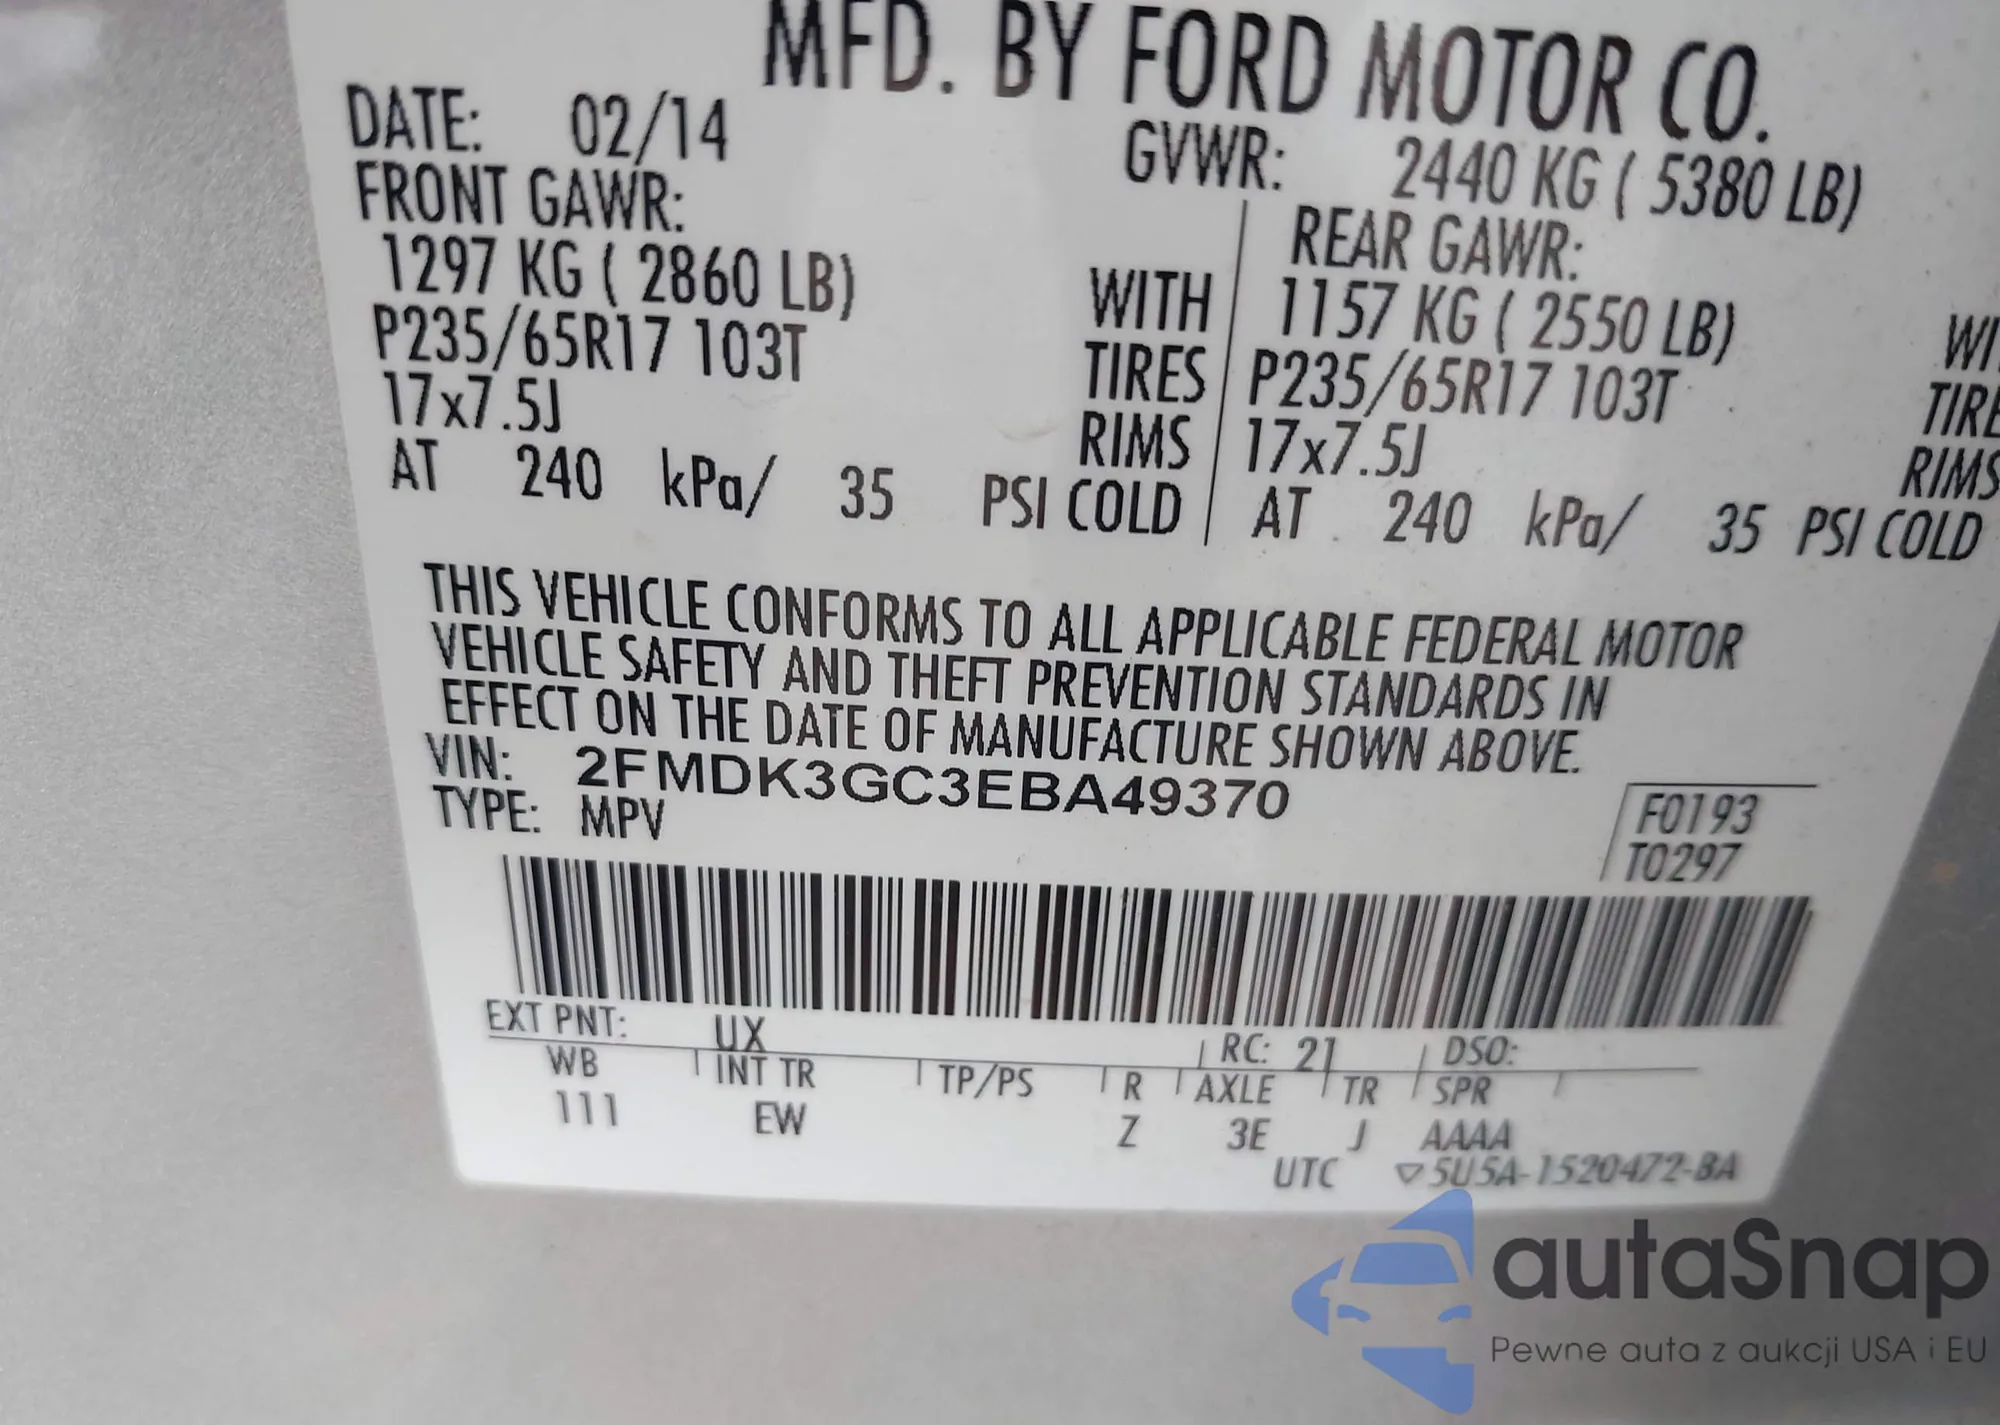 MFD. BY FORD MOTOR CO.
DATE: 02/14 GVWR: 2440 KG ( 5380 LB)
FRONT GAWR: REAR GAWR:
1297 KG ( 2860 LB) WITH 1157 KG ( 2550 LB)
P235/65R17 103T TIRES P235/65R17 103T
17x7.5J RIMS 17x7.5J RIMS
AT 240 kPa/ 35 PSI COLD AT 240 kPa/ 35 PSI COLD
THIS VEHICLE CONFORMS TO ALL APPLICABLE FEDERAL MOTOR
VEHICLE SAFETY AND THEFT PREVENTION STANDARDS IN
EFFECT ON THE DATE OF MANUFACTURE SHOWN ABOVE.
VIN: 2FMDK3GC3EBA49370
TYPE: MPV
F0193
T0297
EXT PNT: UX RC: 21 DSO:
WB INT TR TP/PS R AXLE TR SPR
111 EW Z 3E J AAAA
UTC ▽5U5A-1520472-BA
autaSnap
Pewne auta z aukcji USA i EU